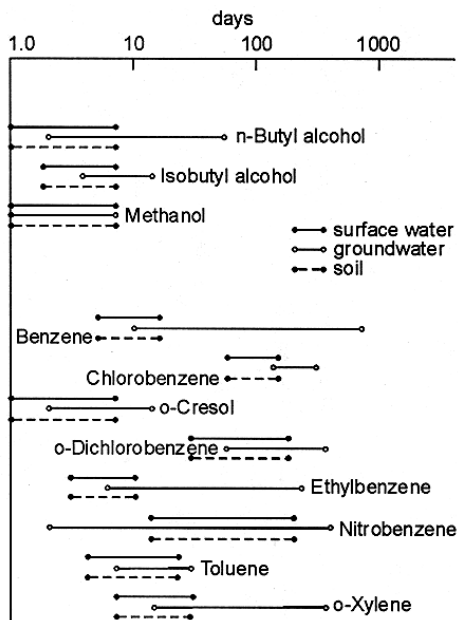 days
1.0 10 100 1000
n-Butyl alcohol
Isobutyl alcohol
Methanol
surface water
groundwater
soil
Benzene
Chlorobenzene
o-Cresol
o-Dichlorobenzene
Ethylbenzene
Nitrobenzene
Toluene
o-Xylene